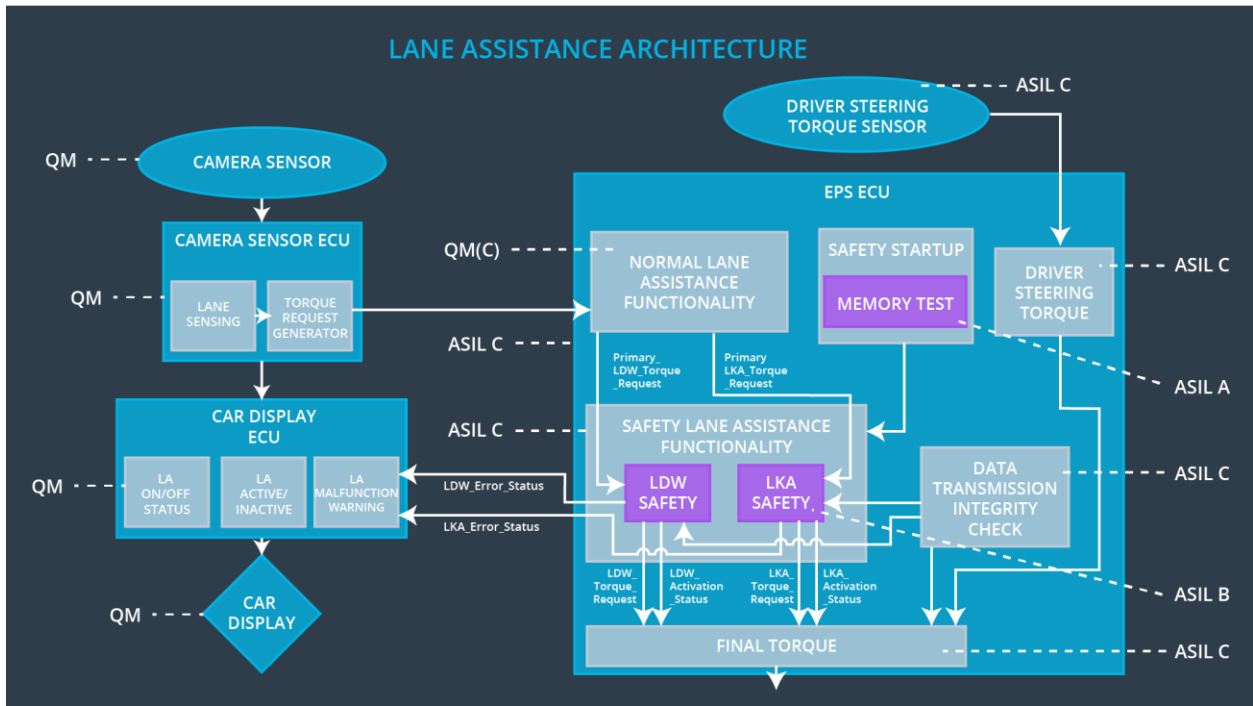 LANE ASSISTANCE ARCHITECTURE
ASIL C
DRIVER STEERING
TORQUE SENSOR
QM
CAMERA SENSOR
EPS ECU
CAMERA SENSOR ECU
QM
LANE
SENSING
TORQUE
REQUEST
GENERATOR
QM(C)
NORMAL LANE
ASSISTANCE
FUNCTIONALITY
SAFETY STARTUP
MEMORY TEST
DRIVER
STEERING
TORQUE
ASIL C
ASIL C
Primary_
LDW_Torque
_Request
Primary
LKA_Torque
_Request
ASIL A
CAR DISPLAY
ECU
QM
LA
ON/OFF
STATUS
LA
ACTIVE/
INACTIVE
LA
MALFUNCTION
WARNING
ASIL C
SAFETY LANE ASSISTANCE
FUNCTIONALITY
LDW_Error_Status
LKA_Error_Status
LDW
SAFETY
LKA
SAFETY
DATA
TRANSMISSION
INTEGRITY
CHECK
ASIL C
LDW_
Torque_
Request
LDW_
Activation
_Status
LKA_
Torque_
Request
LKA_
Activation
_Status
ASIL B
QM
CAR
DISPLAY
FINAL TORQUE
ASIL C